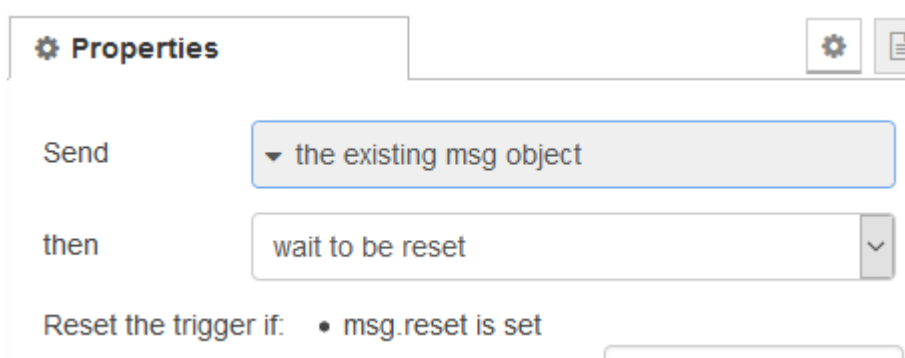 Properties
Send the existing msg object
then wait to be reset
Reset the trigger if: • msg.reset is set